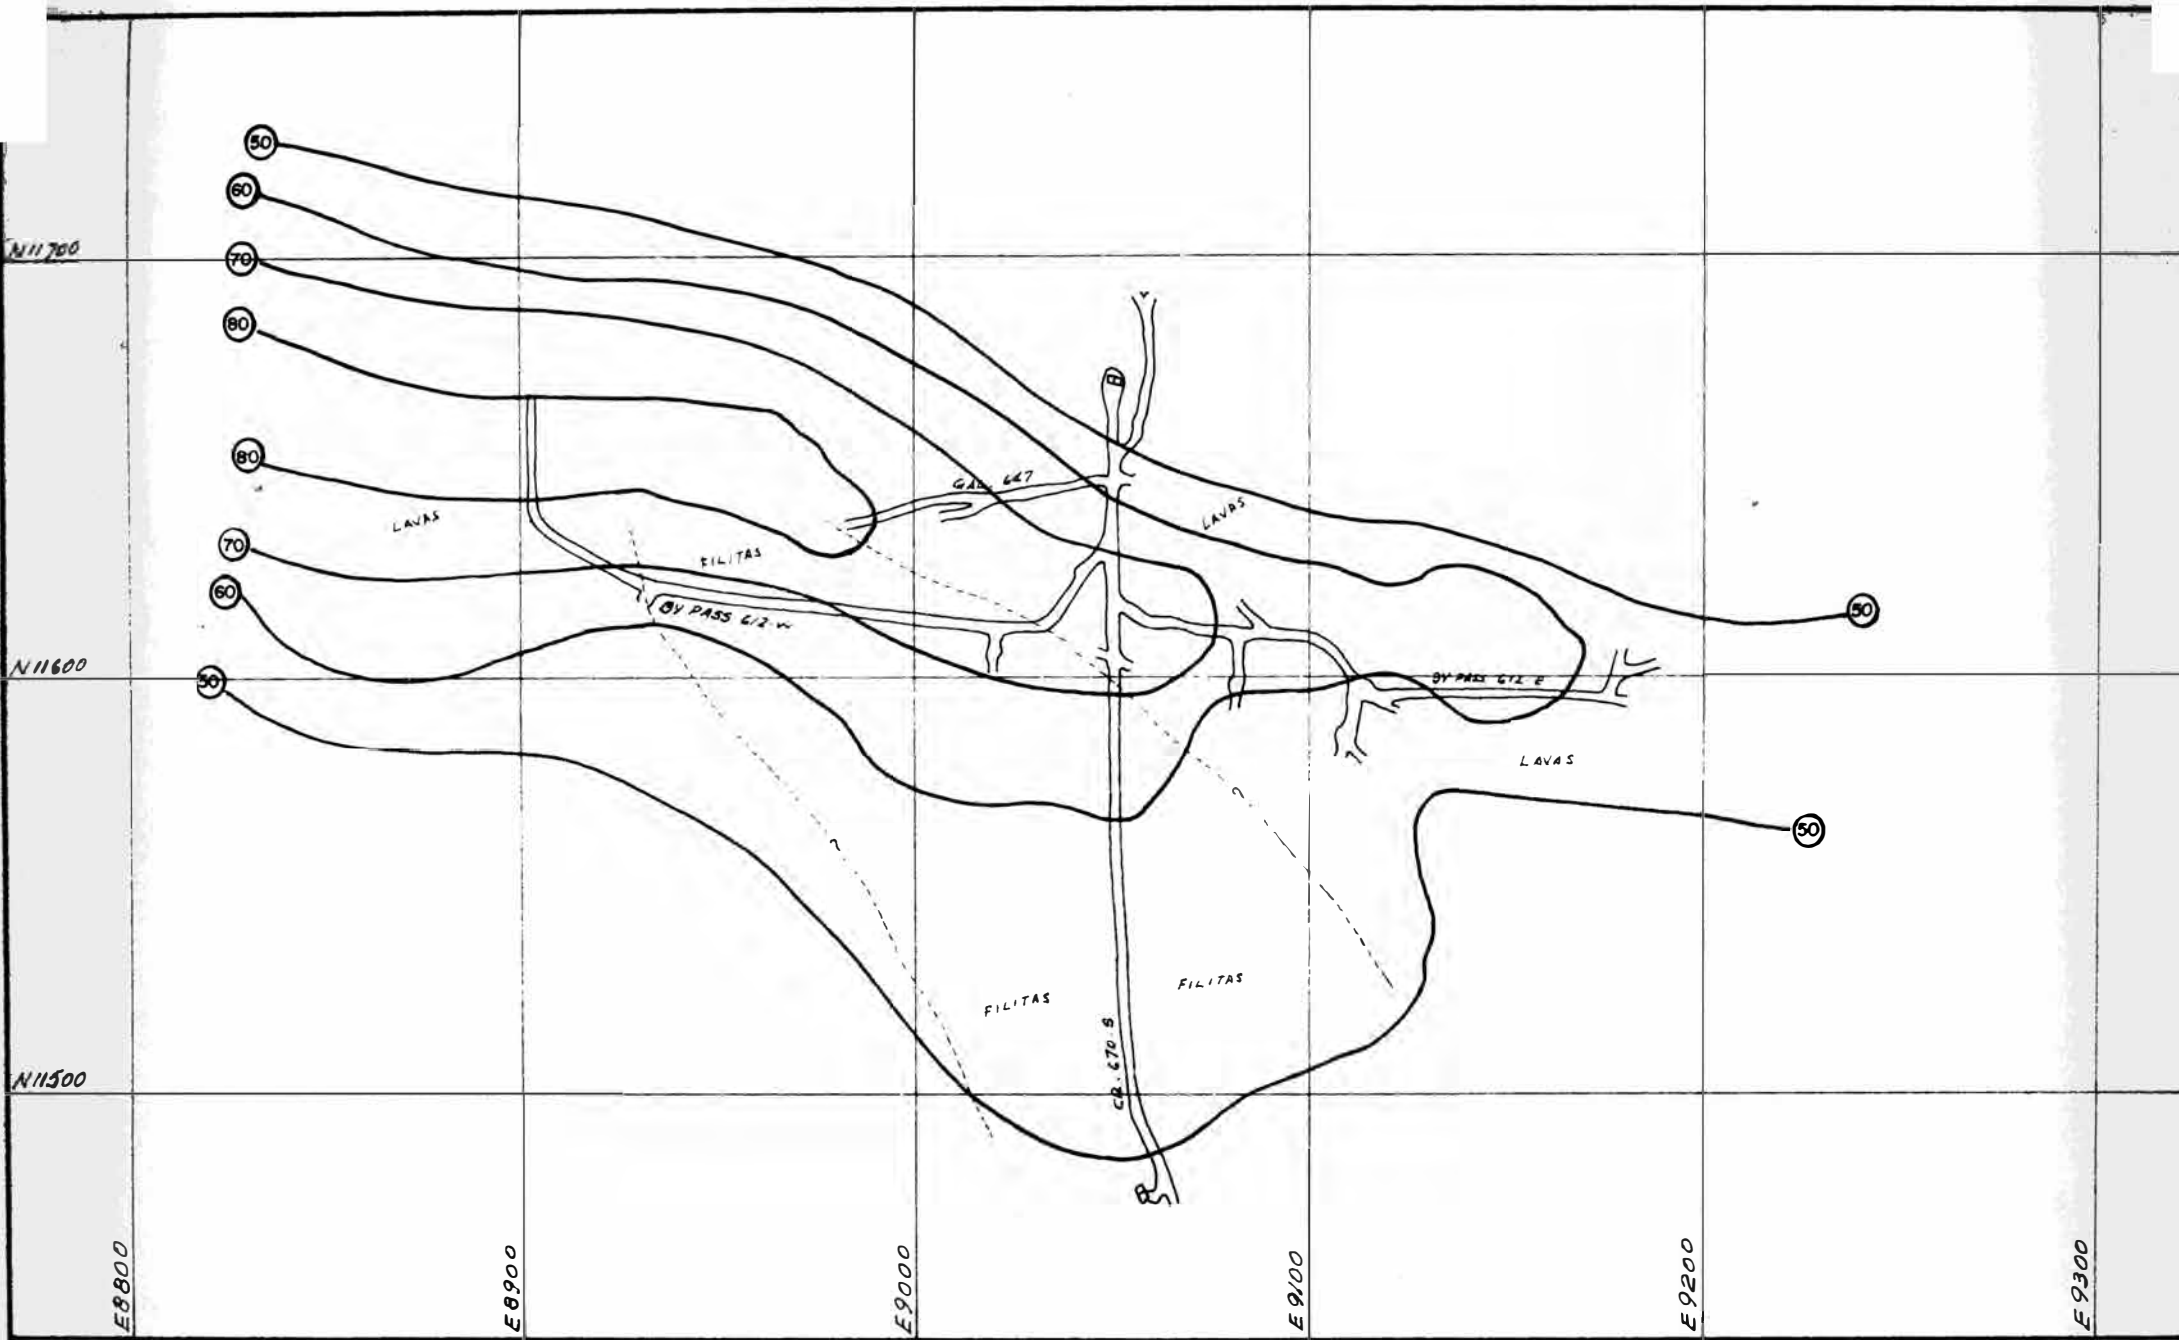 50
60
N11700
70
80
80
GAL. 667
LAVAS
LAVAS
70
FILITAS
60
BY PASS 612-W
50
N11600
50
BY PASS 612 E
LAVAS
?
?
50
FILITAS
FILITAS
CR. 670-S
N11500
E8800
E8900
E9000
E9100
E9200
E9300